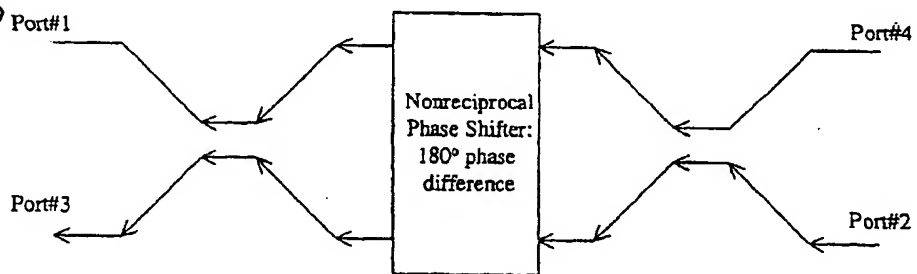 Port#1
Port#4
Nonreciprocal
Phase Shifter:
180° phase
difference
Port#3
Port#2